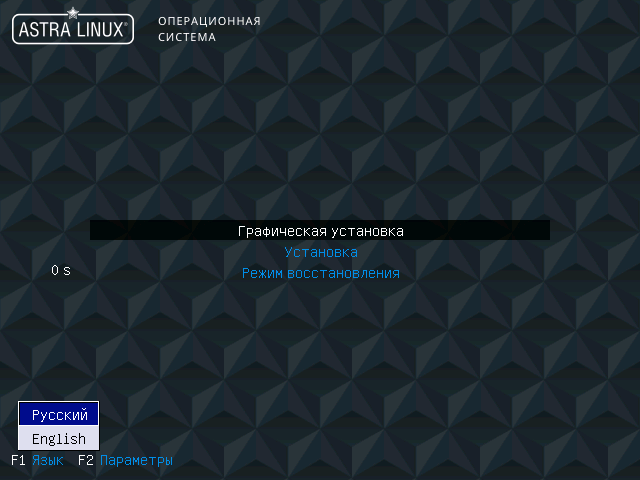 ASTRA LINUX®
ОПЕРАЦИОННАЯ
СИСТЕМА
Графическая установка
Установка
Режим восстановления
0 s
Русский
English
F1 Язык F2 Параметры